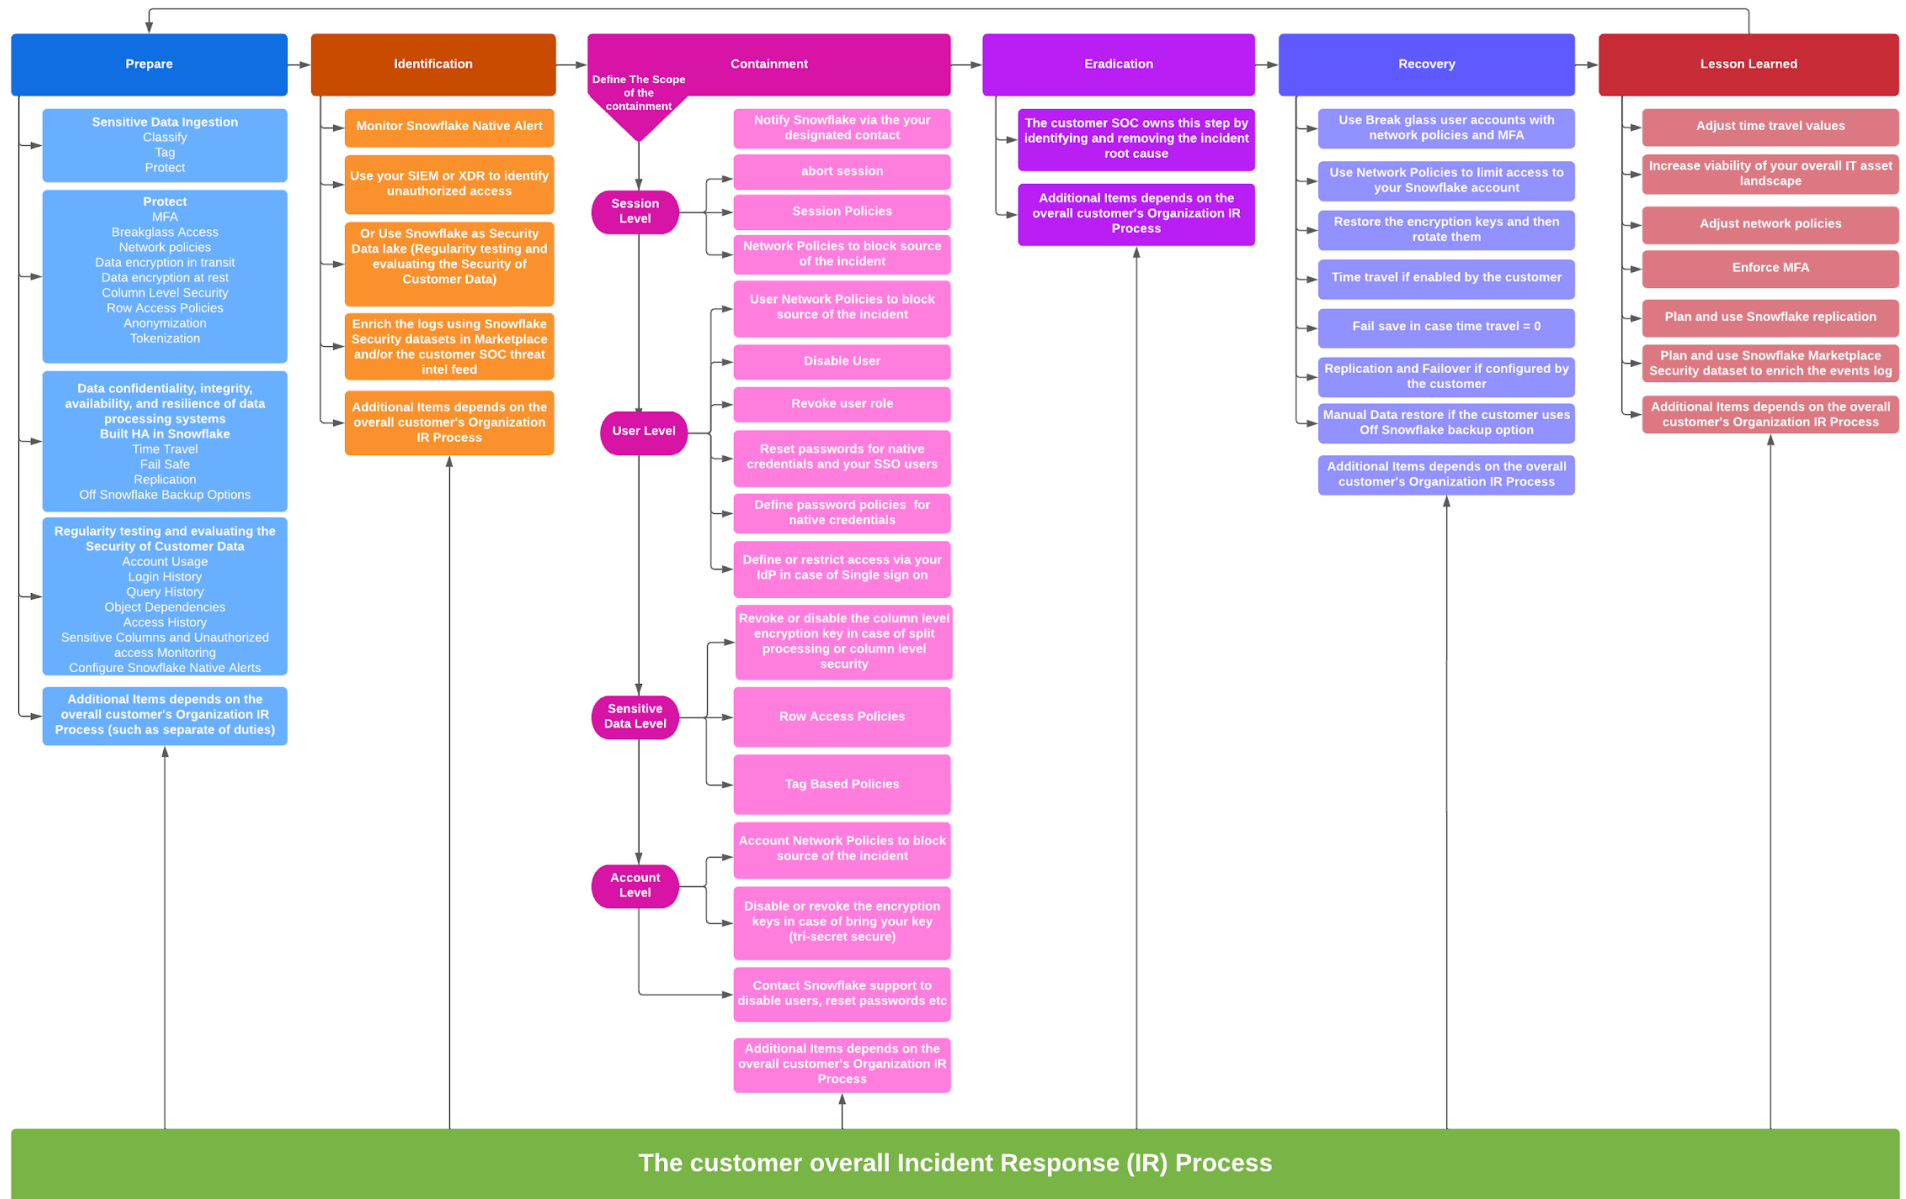 Prepare
Sensitive Data Ingestion
Classify
Tag
Protect
Protect
MFA
Breakglass Access
Network policies
Data encryption in transit
Data encryption at rest
Column Level Security
Row Access Policies
Anonymization
Tokenization
Data confidentiality, integrity,
availability, and resilience of data
processing systems
Built HA in Snowflake
Time Travel
Fail Safe
Replication
Off Snowflake Backup Options
Regularity testing and evaluating the
Security of Customer Data
Account Usage
Login History
Query History
Object Dependencies
Access History
Sensitive Columns and Unauthorized
access Monitoring
Configure Snowflake Native Alerts
Additional Items depends on the
overall customer's Organization IR
Process (such as separate of duties)
Identification
Monitor Snowflake Native Alert
Use your SIEM or XDR to identify
unauthorized access
Or Use Snowflake as Security
Data lake (Regularity testing and
evaluating the Security of
Customer Data)
Enrich the logs using Snowflake
Security datasets in Marketplace
and/or the customer SOC threat
intel feed
Additional Items depends on the
overall customer's Organization
IR Process
Containment
Define The Scope
of the
containment
Notify Snowflake via the your
designated contact
Session
Level
abort session
Session Policies
Network Policies to block source
of the incident
User Level
User Network Policies to block
source of the incident
Disable User
Revoke user role
Reset passwords for native
credentials and your SSO users
Define password policies  for
native credentials
Define or restrict access via your
IdP in case of Single sign on
Sensitive
Data Level
Revoke or disable the column level
encryption key in case of split
processing or column level
security
Row Access Policies
Tag Based Policies
Account
Level
Account Network Policies to block
source of the incident
Disable or revoke the encryption
keys in case of bring your key
(tri-secret secure)
Contact Snowflake support to
disable users, reset passwords etc
Additional Items depends on the
overall customer's Organization IR
Process
Eradication
The customer SOC owns this step by
identifying and removing the incident
root cause
Additional Items depends on the
overall customer's Organization IR
Process
Recovery
Use Break glass user accounts with
network policies and MFA
Use Network Policies to limit access to
your Snowflake account
Restore the encryption keys and then
rotate them
Time travel if enabled by the customer
Fail save in case time travel = 0
Replication and Failover if configured by
the customer
Manual Data restore if the customer uses
Off Snowflake backup option
Additional Items depends on the overall
customer's Organization IR Process
Lesson Learned
Adjust time travel values
Increase viability of your overall IT asset
landscape
Adjust network policies
Enforce MFA
Plan and use Snowflake replication
Plan and use Snowflake Marketplace
Security dataset to enrich the events log
Additional Items depends on the overall
customer's Organization IR Process
The customer overall Incident Response (IR) Process